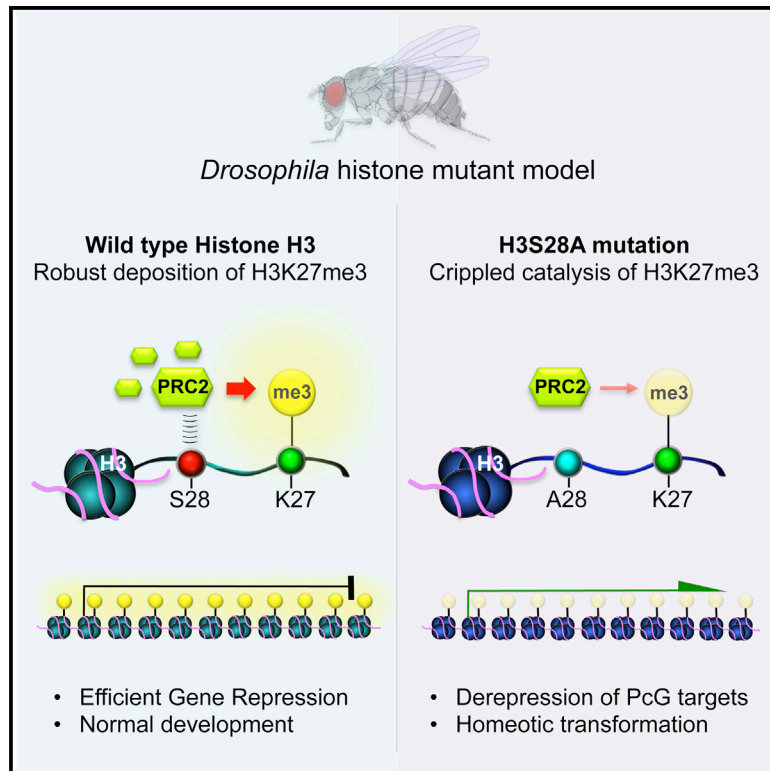 Drosophila histone mutant model
Wild type Histone H3
Robust deposition of H3K27me3
PRC2
me3
H3
S28
K27
• Efficient Gene Repression
• Normal development
H3S28A mutation
Crippled catalysis of H3K27me3
PRC2
me3
H3
A28
K27
• Derepression of PcG targets
• Homeotic transformation